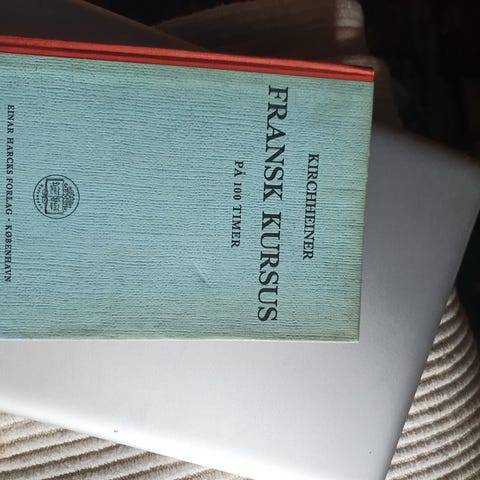 KIRCHHEINER
FRANSK KURSUS
PÅ 100 TIMER
EINAR HARCKS FORLAG · KØBENHAVN